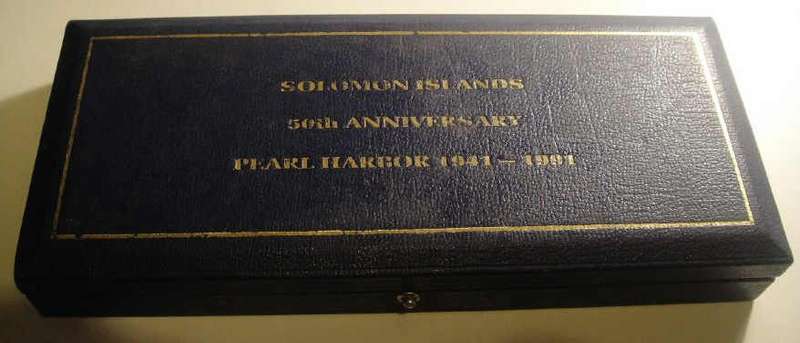 SOLOMON ISLANDS
50th ANNIVERSARY
PEARL HARBOR 1941 – 1991